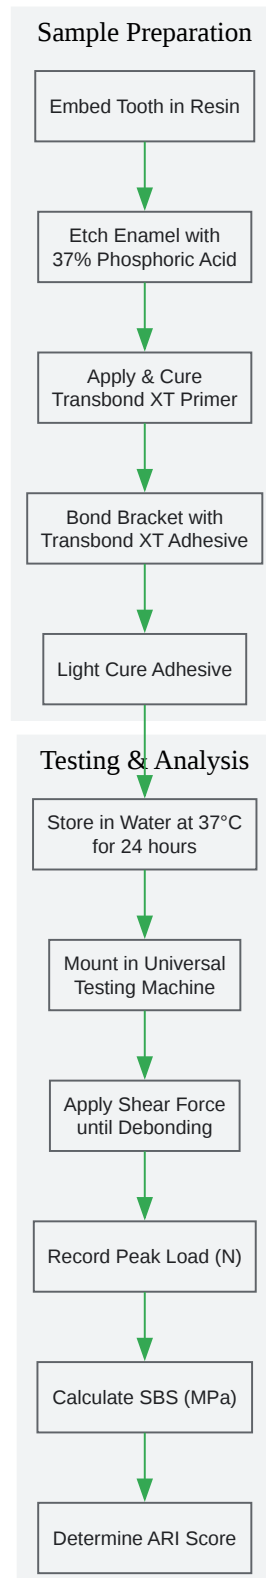 Sample Preparation
Embed Tooth in Resin
Etch Enamel with
37% Phosphoric Acid
Apply & Cure
Transbond XT Primer
Bond Bracket with
Transbond XT Adhesive
Light Cure Adhesive
Testing & Analysis
Store in Water at 37°C
for 24 hours
Mount in Universal
Testing Machine
Apply Shear Force
until Debonding
Record Peak Load (N)
Calculate SBS (MPa)
Determine ARI Score